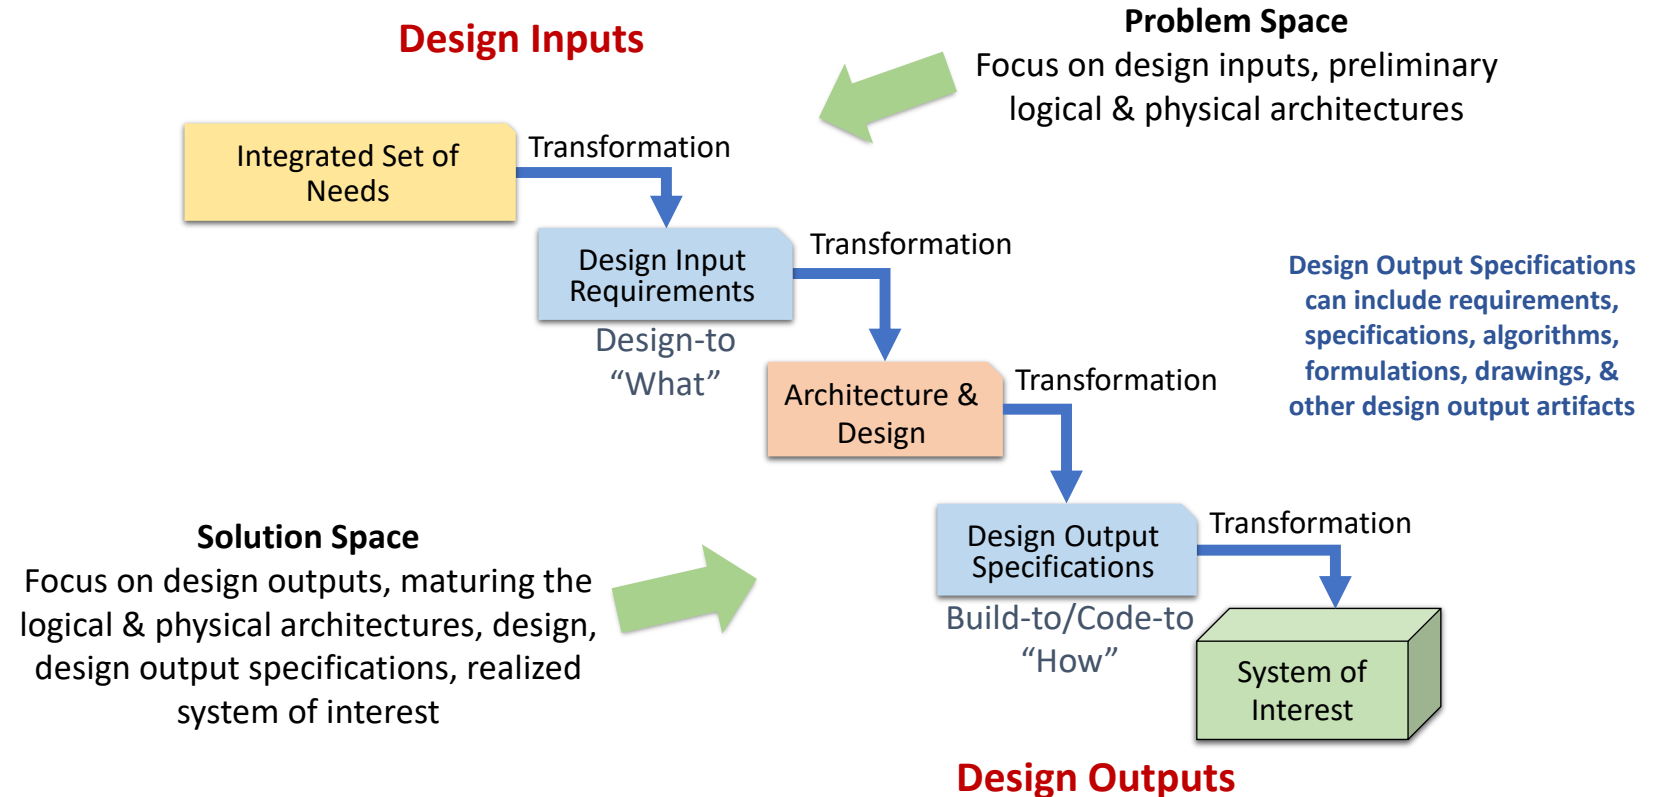 Design Inputs
Problem Space
Focus on design inputs, preliminary
logical & physical architectures
Integrated Set of
Needs
Transformation
Design Input
Requirements
Transformation
Design-to
“What”
Design Output Specifications
can include requirements,
specifications, algorithms,
formulations, drawings, &
other design output artifacts
Architecture &
Design
Transformation
Solution Space
Focus on design outputs, maturing the
logical & physical architectures, design,
design output specifications, realized
system of interest
Design Output
Specifications
Transformation
Build-to/Code-to
“How”
System of
Interest
Design Outputs